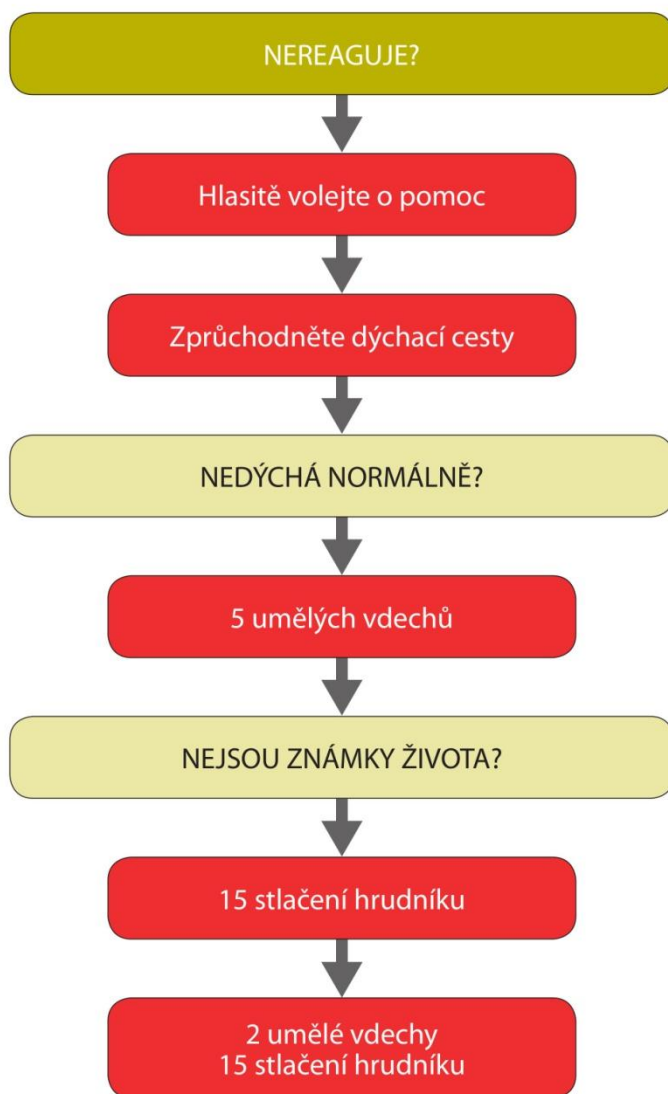 NEREAGUJE?
Hlasitě volejte o pomoc
Zprůchodněte dýchací cesty
NEDÝCHÁ NORMÁLNĚ?
5 umělých vdechů
NEJSOU ZNÁMKY ŽIVOTA?
15 stlačení hrudníku
2 umělé vdechy
15 stlačení hrudníku